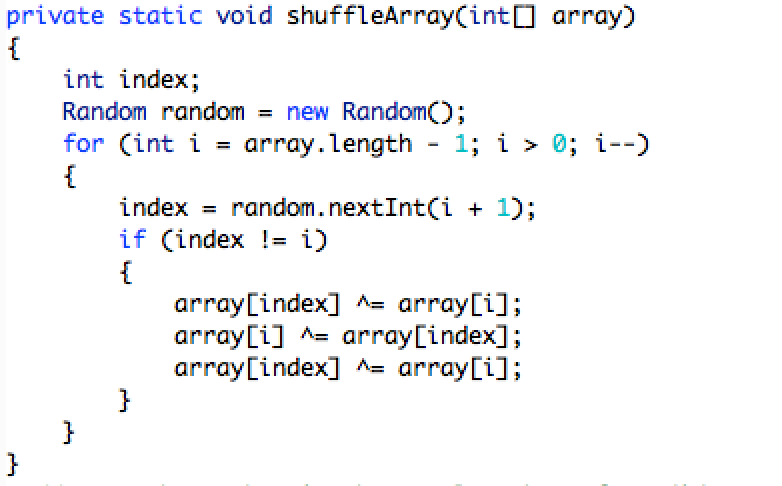 private static void shuffleArray(int[] array)
{
    int index;
    Random random = new Random();
    for (int i = array.length - 1; i > 0; i--)
    {
        index = random.nextInt(i + 1);
        if (index != i)
        {
            array[index] ^= array[i];
            array[i] ^= array[index];
            array[index] ^= array[i];
        }
    }
}